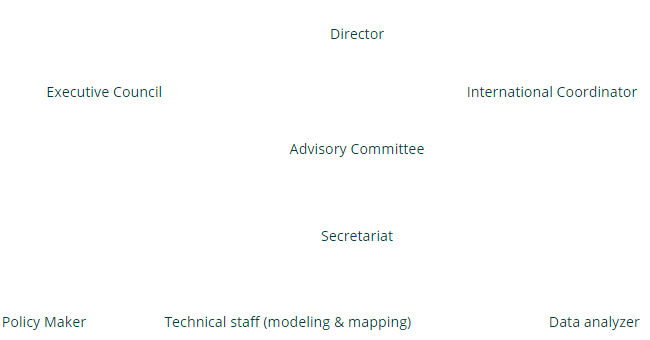 Director
Executive Council International Coordinator
Advisory Committee
Secretariat
Policy Maker Technical staff (modeling & mapping) Data analyzer